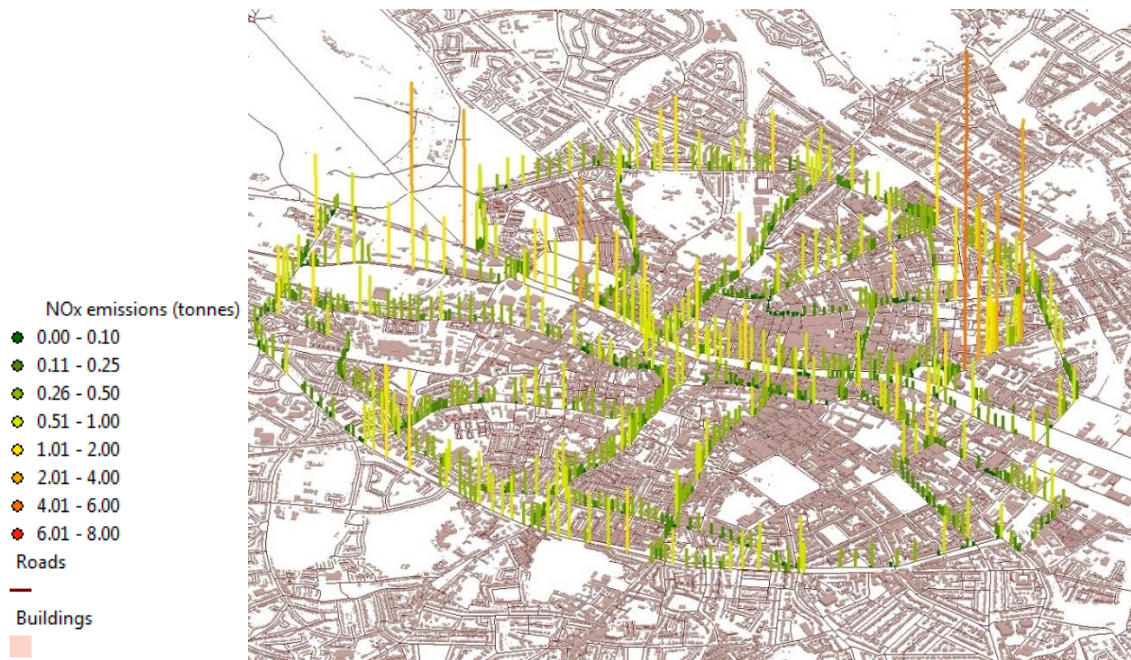 NOx emissions (tonnes)
0.00 - 0.10
0.11 - 0.25
0.26 - 0.50
0.51 - 1.00
1.01 - 2.00
2.01 - 4.00
4.01 - 6.00
6.01 - 8.00
Roads
Buildings